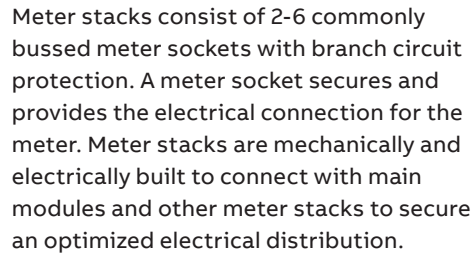 Meter stacks consist of 2-6 commonly
bussed meter sockets with branch circuit
protection. A meter socket secures and
provides the electrical connection for the
meter. Meter stacks are mechanically and
electrically built to connect with main
modules and other meter stacks to secure
an optimized electrical distribution.